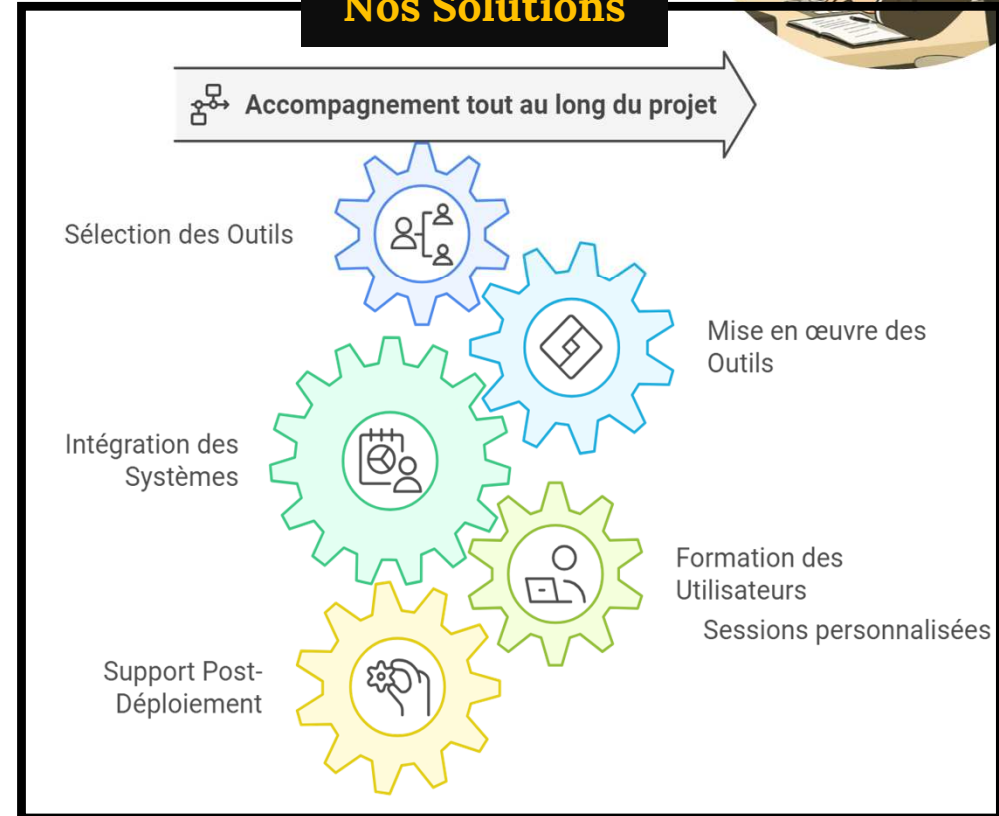 Nos Solutions
Accompagnement tout au long du projet
Sélection des Outils
Mise en œuvre des
Outils
Intégration des
Systèmes
Formation des
Utilisateurs
Sessions personnalisées
Support Post-
Déploiement